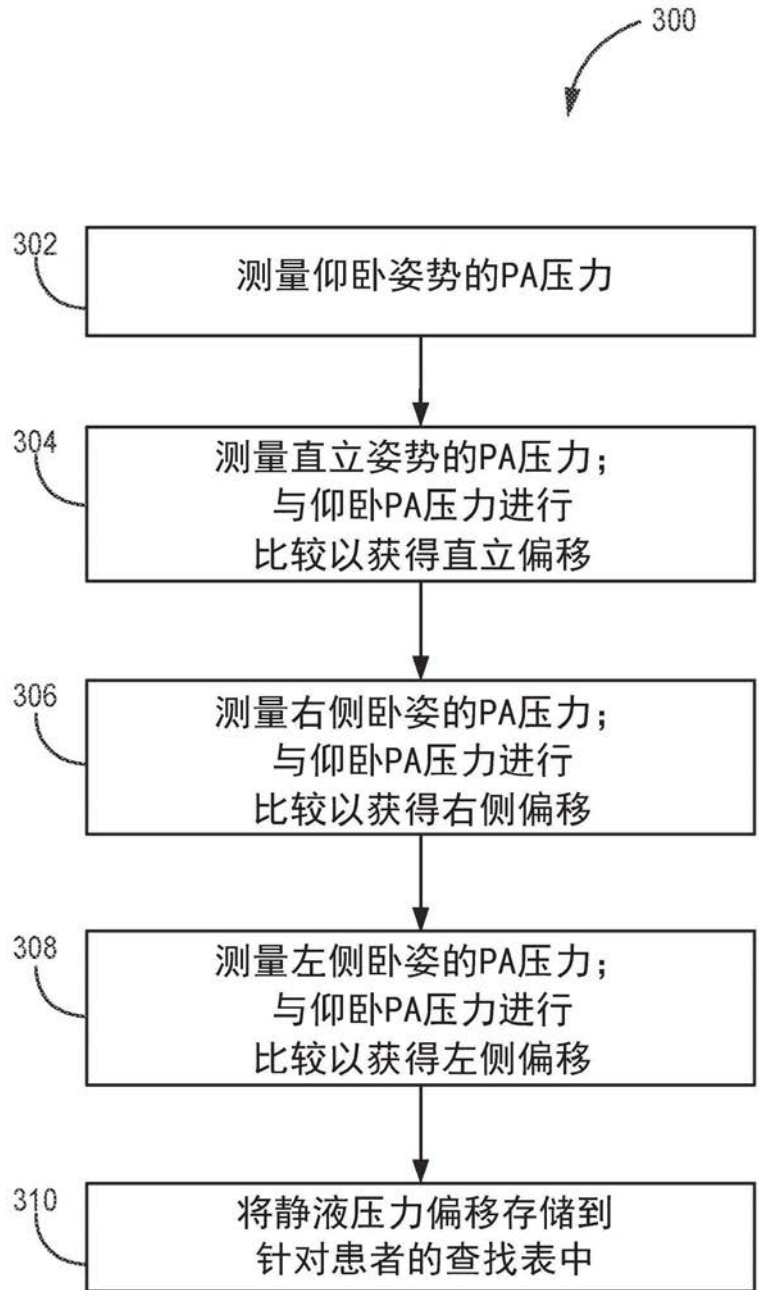 300
302
测量仰卧姿势的PA压力
304
测量直立姿势的PA压力；
与仰卧PA压力进行
比较以获得直立偏移
306
测量右侧卧姿的PA压力；
与仰卧PA压力进行
比较以获得右侧偏移
308
测量左侧卧姿的PA压力；
与仰卧PA压力进行
比较以获得左侧偏移
310
将静液压力偏移存储到
针对患者的查找表中